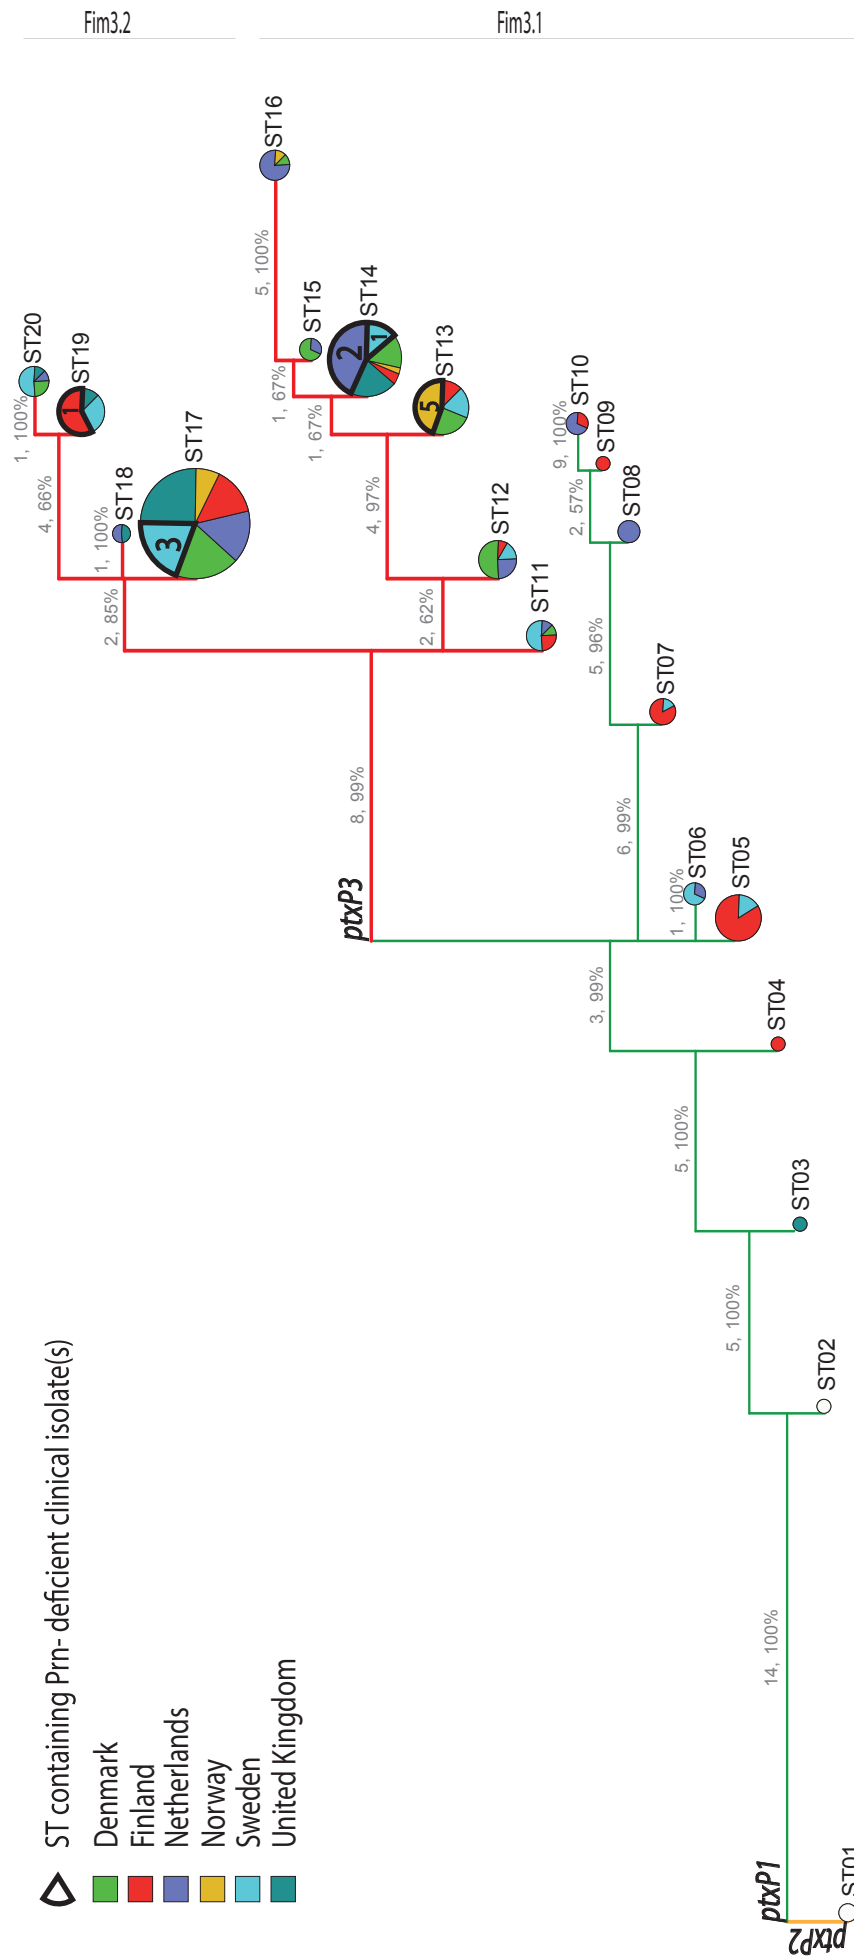 Fim3.2
Fim3.1
ST20
1, 100%
ST19
1
4, 66%
ST18
1, 100%
ST17
3
2, 85%
ST16
5, 100%
ST15
1, 67%
ST14
2
1
1, 67%
ST13
5
4, 97%
ST12
2, 62%
ST11
8, 99%
ptxP3
ST10
9, 100%
ST09
2, 57%
ST08
5, 96%
ST07
6, 99%
ST06
1, 100%
ST05
3, 99%
ST04
5, 100%
ST03
5, 100%
ST02
14, 100%
ptxP1
ptxP2
ST01
ST containing Prn- deficient clinical isolate(s)
Denmark
Finland
Netherlands
Norway
Sweden
United Kingdom